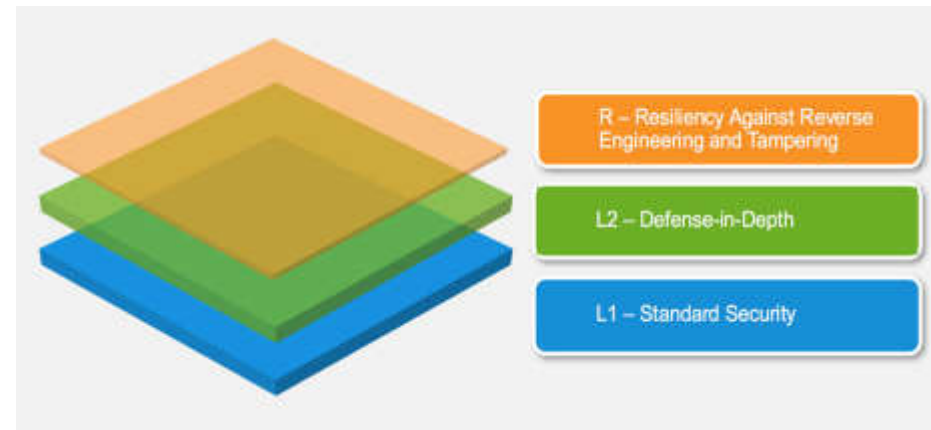 R – Resiliency Against Reverse
Engineering and Tampering
L2 – Defense-in-Depth
L1 – Standard Security